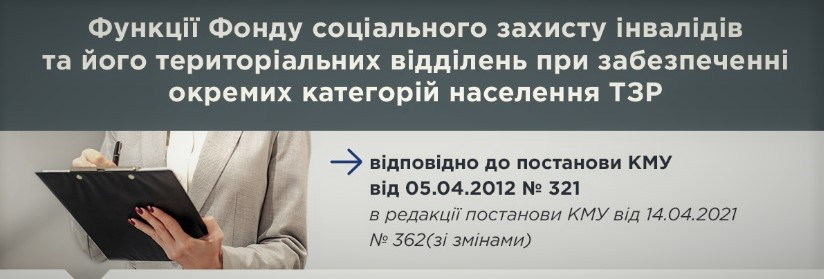 Функції Фонду соціального захисту інвалідів
та його територіальних відділень при забезпеченні
окремих категорій населення ТЗР
відповідно до постанови КМУ
від 05.04.2012 № 321
в редакції постанови КМУ від 14.04.2021
№ 362(зі змінами)